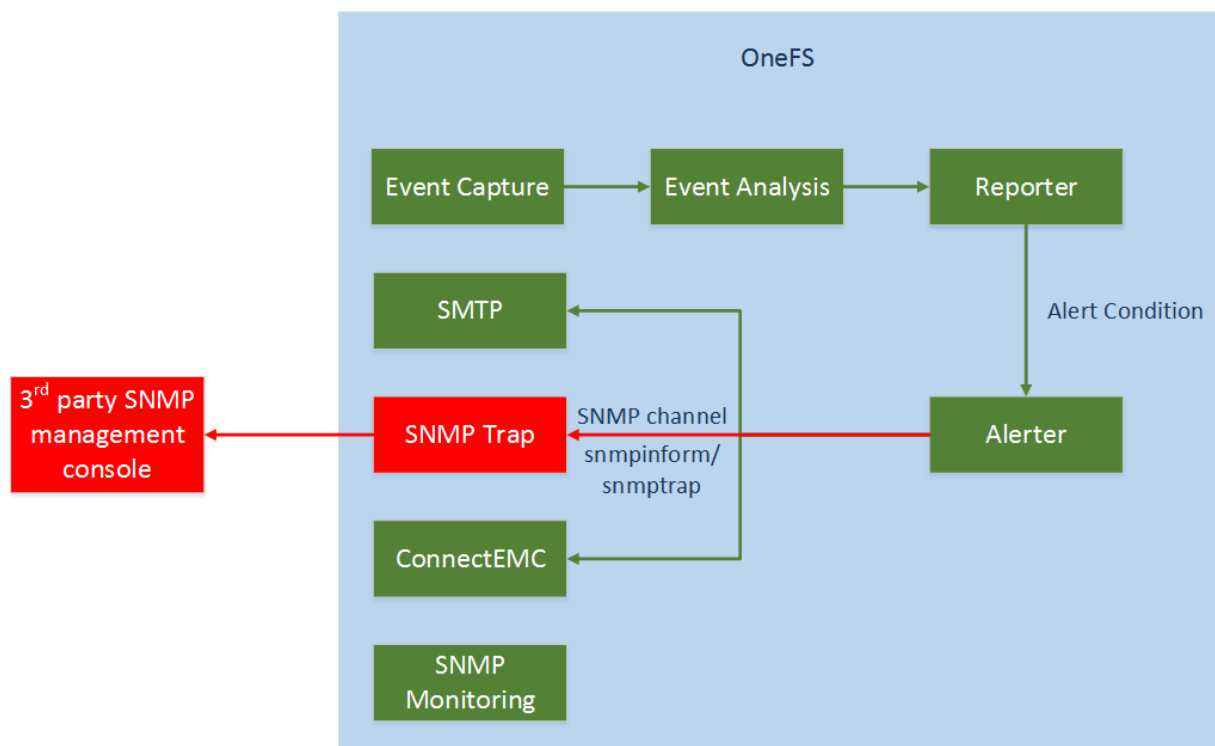 OneFS
Event Capture
Event Analysis
Reporter
SMTP
Alert Condition
3rd party SNMP
management
console
SNMP Trap
SNMP channel
snmpinform/
snmptrap
Alerter
ConnectEMC
SNMP
Monitoring